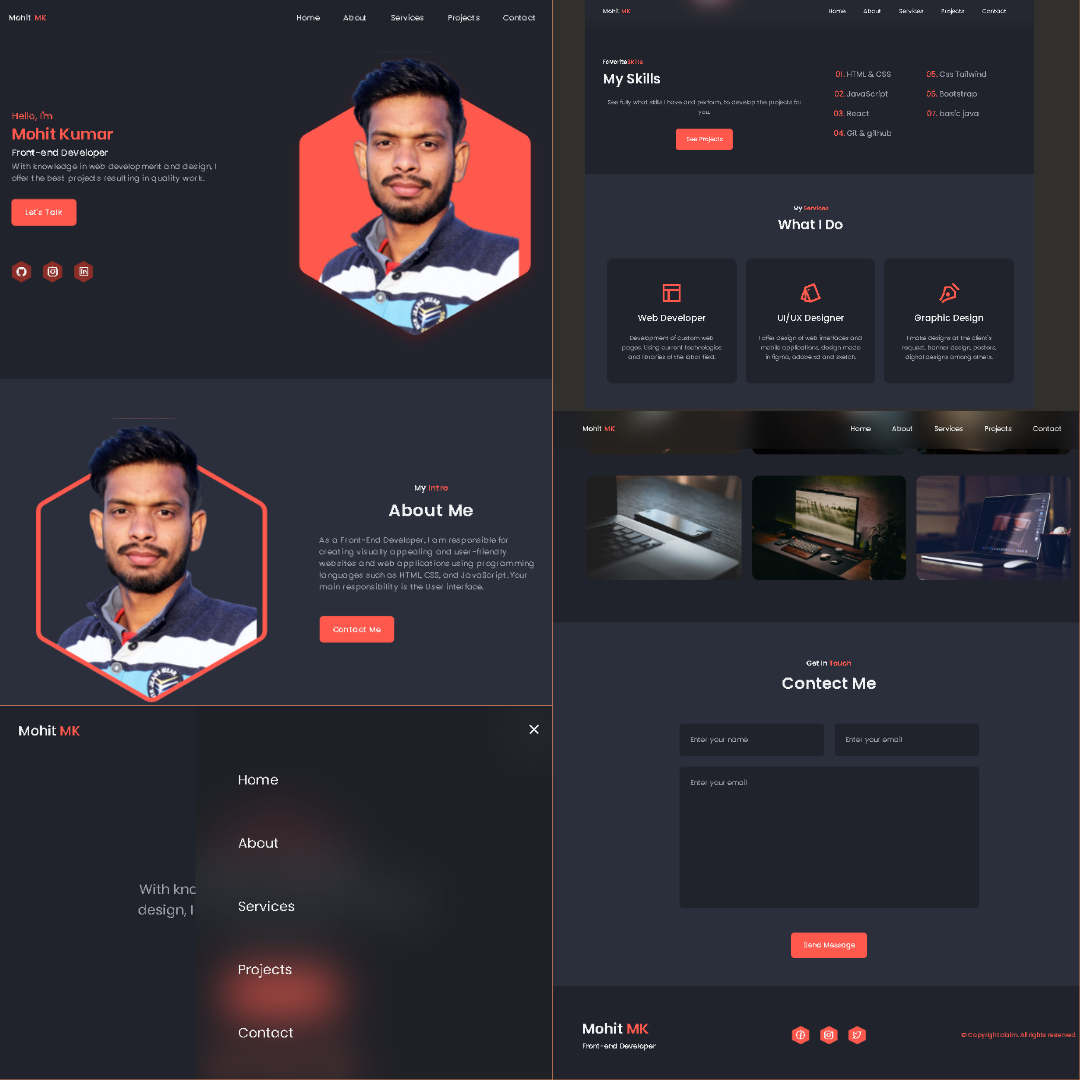 Mohit MK
Home About Services Projects Contact
Hello, I'm
Mohit Kumar
Front-end Developer
With knowledge in web development and design, I
offer the best projects resulting in quality work.
Let's Talk
My Intro
About Me
As a Front-End Developer, I am responsible for
creating visually appealing and user-friendly
websites and web applications using programming
languages such as HTML, CSS, and JavaScript. Your
main responsibility is the User Interface.
Contact Me
Mohit MK
Home
About
Services
Projects
Contact
With kno
design, I
Mohit MK
Home About Services Projects Contact
FavoriteSkills
My Skills
See fully what skills I have and perform, to develop the projects for
you.
See Projects
01. HTML & CSS
02. JavaScript
03. React
04. Git & github
05. Css Tailwind
05. Bootstrap
07. basic java
My Services
What I Do
Web Developer
Development of custom web
pages. Using current technologies
and libraries of the labor field.
UI/UX Designer
I offer design of web interfaces and
mobile applications, design made
in figma, adobe xd and sketch.
Graphic Design
I make designs at the client's
request, banner design, posters,
digital designs among others.
Mohit MK
Home About Services Projects Contact
Get in Touch
Contect Me
Enter your name
Enter your email
Enter your email
Send Message
Mohit MK
Front-end Developer
© Copyright claim. All rights reserved